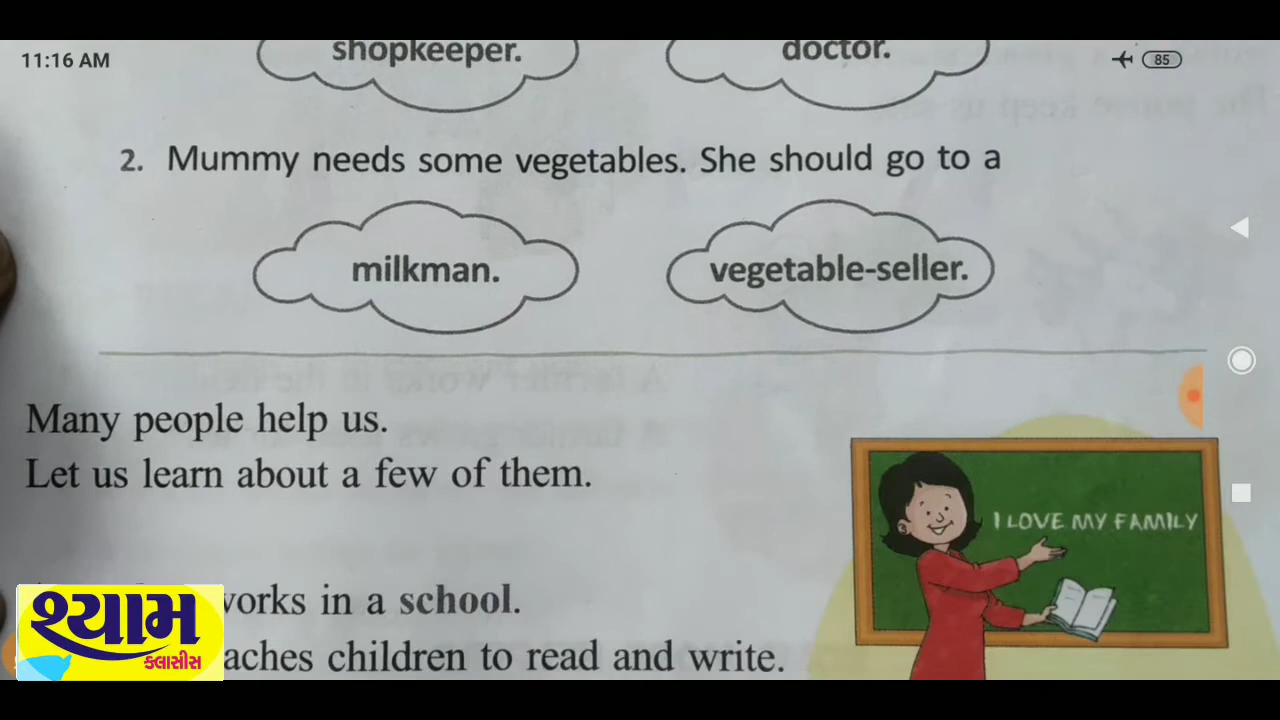 11:16 AM
85
shopkeeper.
doctor.
2. Mummy needs some vegetables. She should go to a
milkman.
vegetable-seller.
Many people help us.
Let us learn about a few of them.
I LOVE MY FAMILY
works in a school.
children to read and write.
શ્યામ
ક્લાસીસ